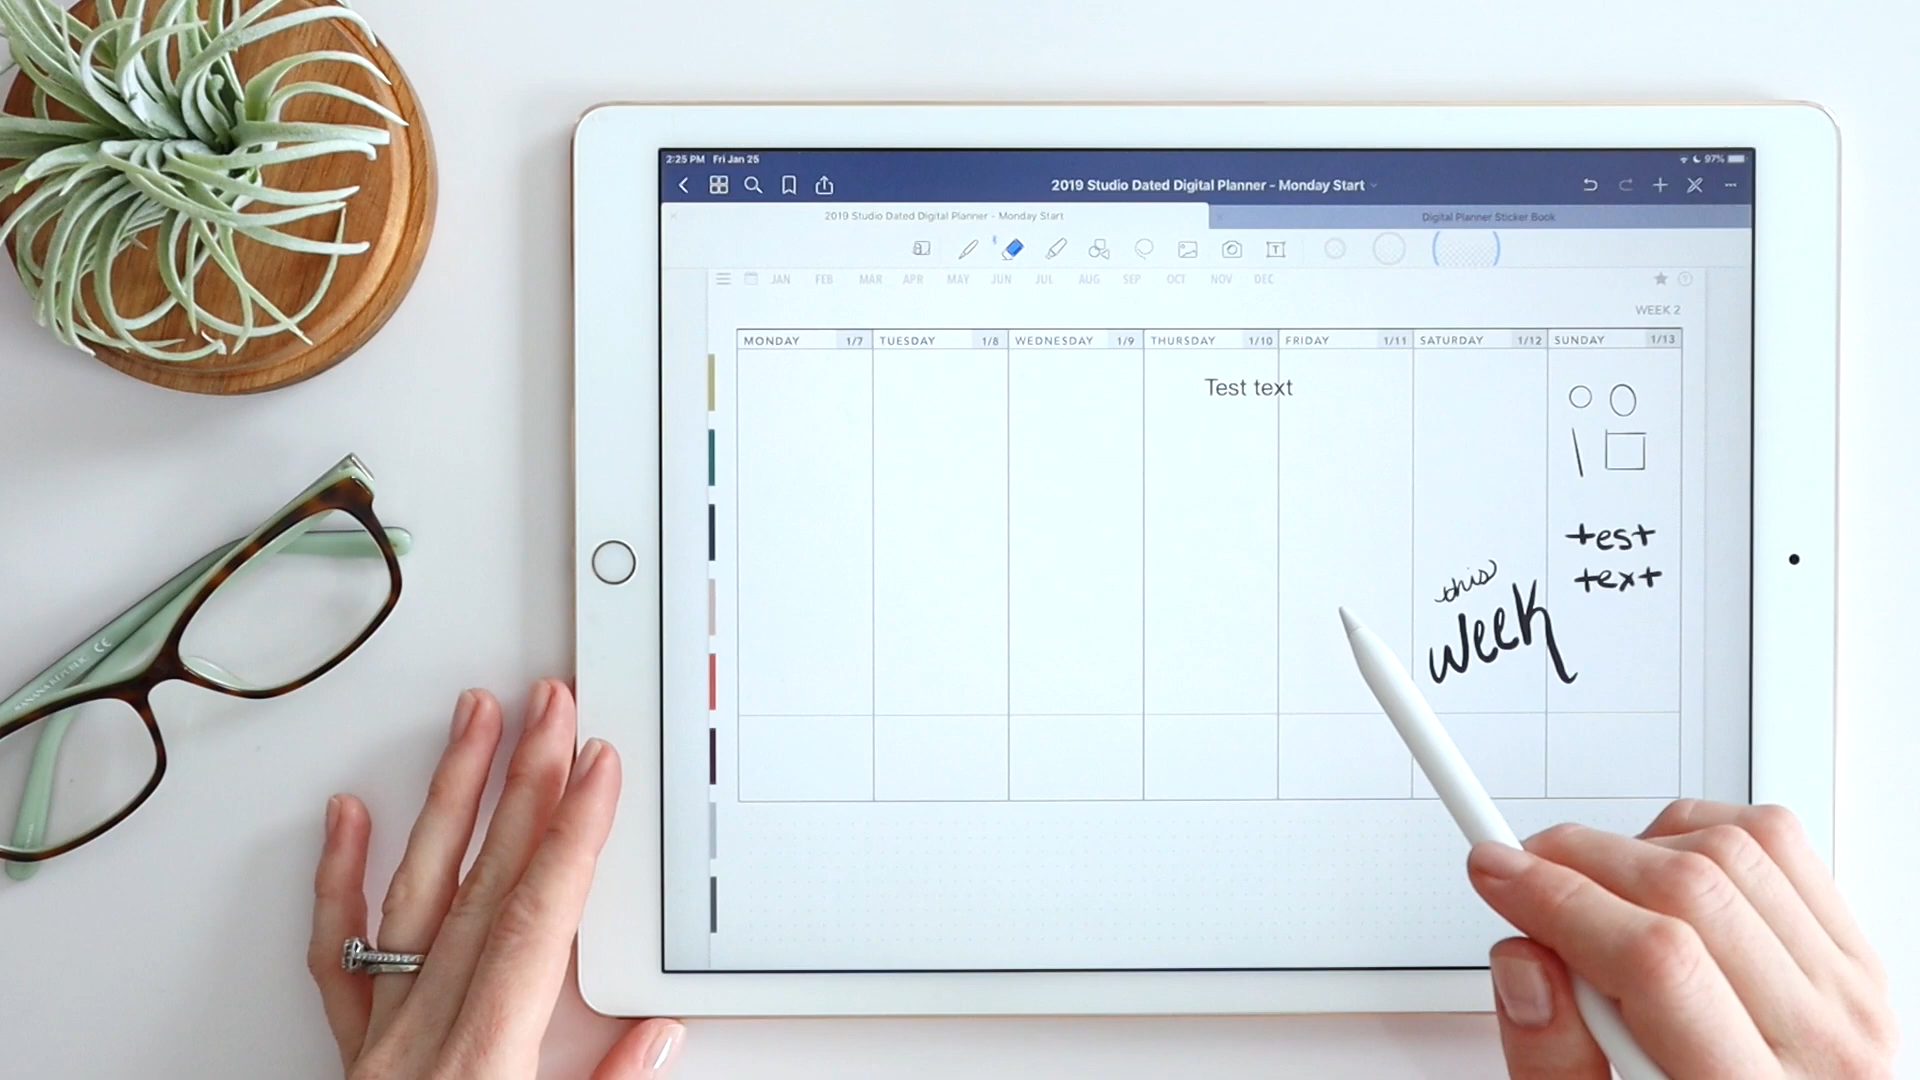 2:25 PM Fri Jan 25
97%
2019 Studio Dated Digital Planner - Monday Start
2019 Studio Dated Digital Planner - Monday Start
Digital Planner Sticker Book
JAN FEB MAR APR MAY JUN JUL AUG SEP OCT NOV DEC
WEEK 2
MONDAY 1/7 TUESDAY 1/8 WEDNESDAY 1/9 THURSDAY 1/10 FRIDAY 1/11 SATURDAY 1/12 SUNDAY 1/13
Test text
test
text
this
week
BANANA REPUBLIC CE